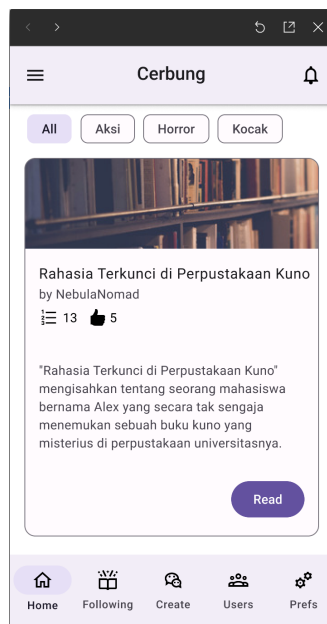 Cerbung
All
Aksi
Horror
Kocak
Rahasia Terkunci di Perpustakaan Kuno
by NebulaNomad
13
5
"Rahasia Terkunci di Perpustakaan Kuno"
mengisahkan tentang seorang mahasiswa
bernama Alex yang secara tak sengaja
menemukan sebuah buku kuno yang
misterius di perpustakaan universitasnya.
Read
Home
Following
Create
Users
Prefs